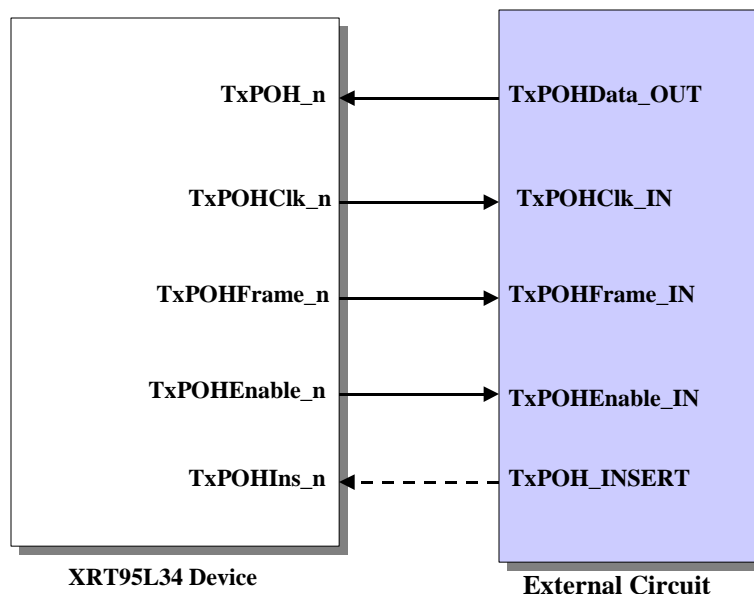 TxPOH_n
TxPOHData_OUT
TxPOHClk_n
TxPOHClk_IN
TxPOHFrame_n
TxPOHFrame_IN
TxPOHEnable_n
TxPOHEnable_IN
TxPOHIns_n
TxPOH_INSERT
XRT95L34 Device
External Circuit